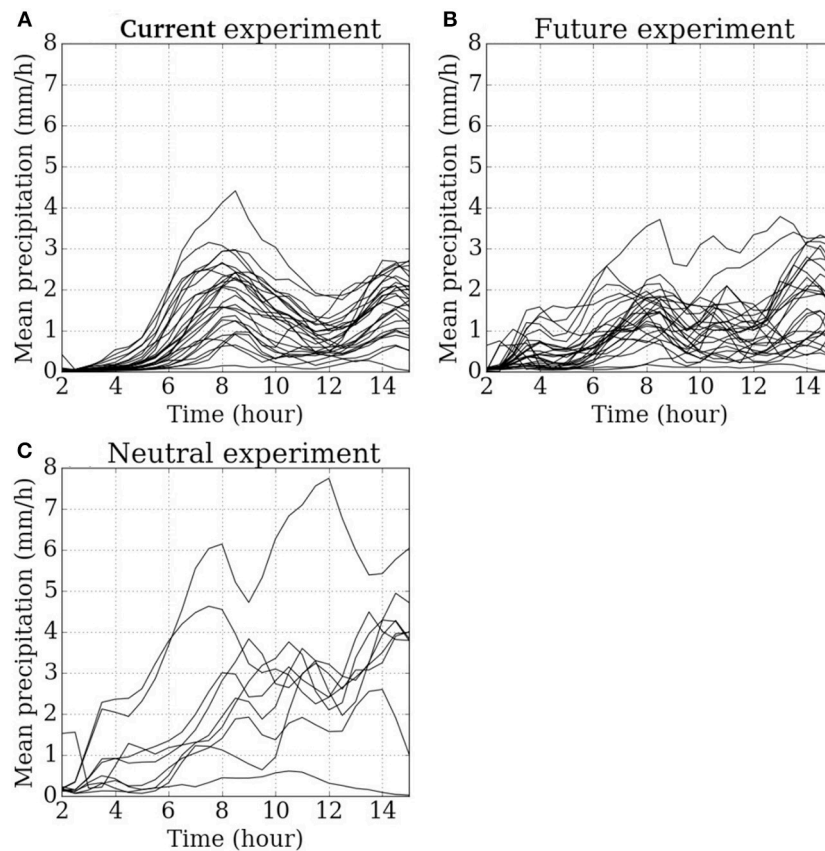 A
Current experiment
8
7
6
5
4
3
2
1
0
Mean precipitation (mm/h)
2 4 6 8 10 12 14
Time (hour)
B
Future experiment
8
7
6
5
4
3
2
1
0
Mean precipitation (mm/h)
2 4 6 8 10 12 14
Time (hour)
C
Neutral experiment
8
7
6
5
4
3
2
1
0
Mean precipitation (mm/h)
2 4 6 8 10 12 14
Time (hour)